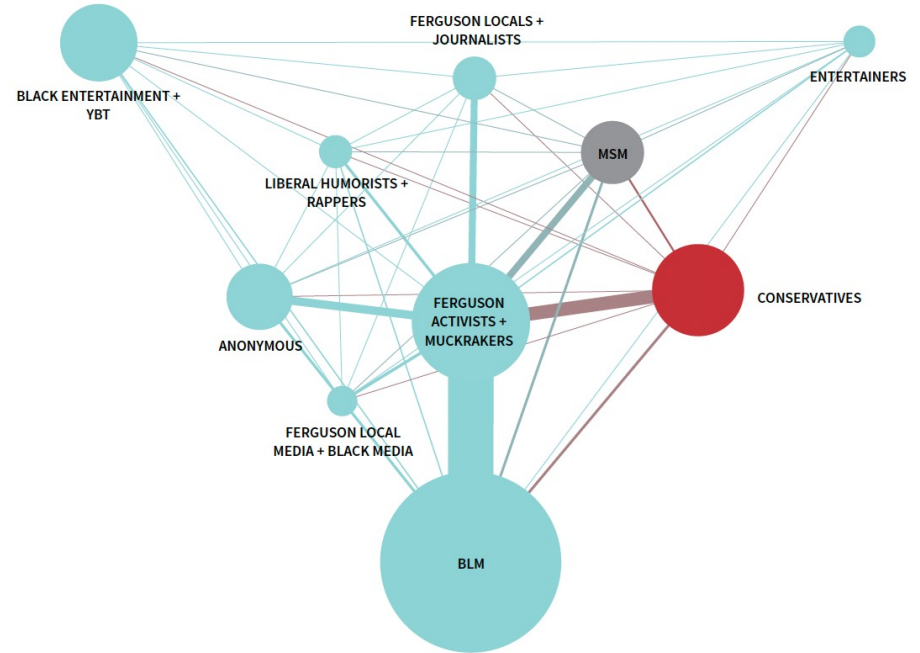 FERGUSON LOCALS +
JOURNALISTS
ENTERTAINERS
BLACK ENTERTAINMENT +
YBT
MSM
LIBERAL HUMORISTS +
RAPPERS
FERGUSON
ACTIVISTS +
MUCKRAKERS
CONSERVATIVES
ANONYMOUS
FERGUSON LOCAL
MEDIA + BLACK MEDIA
BLM